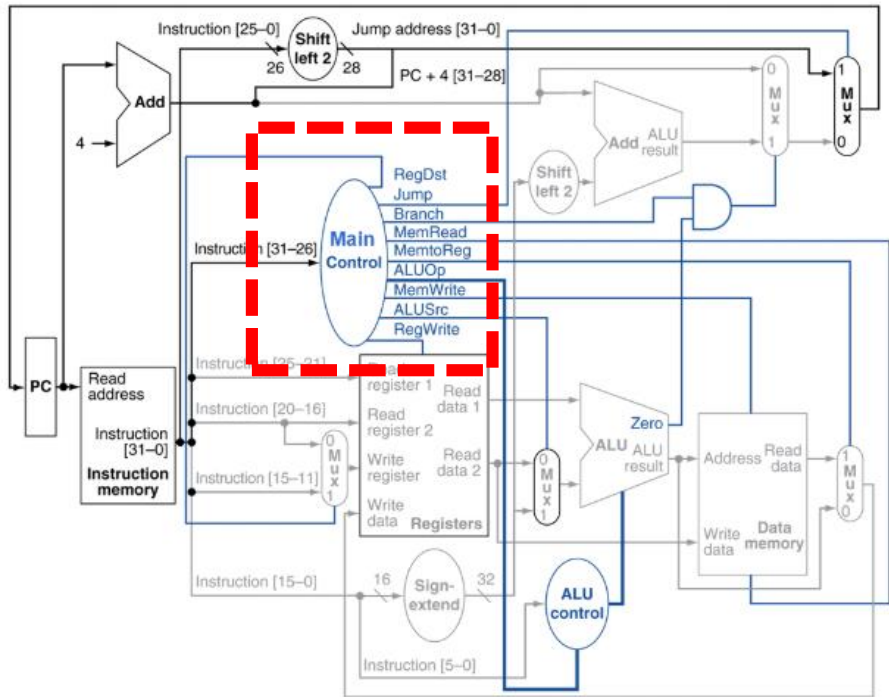 Instruction [25–0]
Shift
left 2
Jump address [31–0]
26
28
PC + 4 [31–28]
Add
4
0
Mux
1
1
Mux
0
Add
ALU
result
Shift
left 2
RegDst
Jump
Branch
MemRead
MemtoReg
ALUOp
MemWrite
ALUSrc
RegWrite
Main
Control
Instruction [31–26]
PC
Read
address
Instruction
[31–0]
Instruction
memory
Instruction [25–21]
Read
register 1
Read
data 1
Instruction [20–16]
Read
register 2
0
Mux
1
Write
register
Read
data 2
Instruction [15–11]
Write
data
Registers
0
Mux
1
Zero
ALU
ALU
result
Address
Read
data
Write
data
Data
memory
1
Mux
0
Instruction [15–0]
16
Sign-
extend
32
ALU
control
Instruction [5–0]